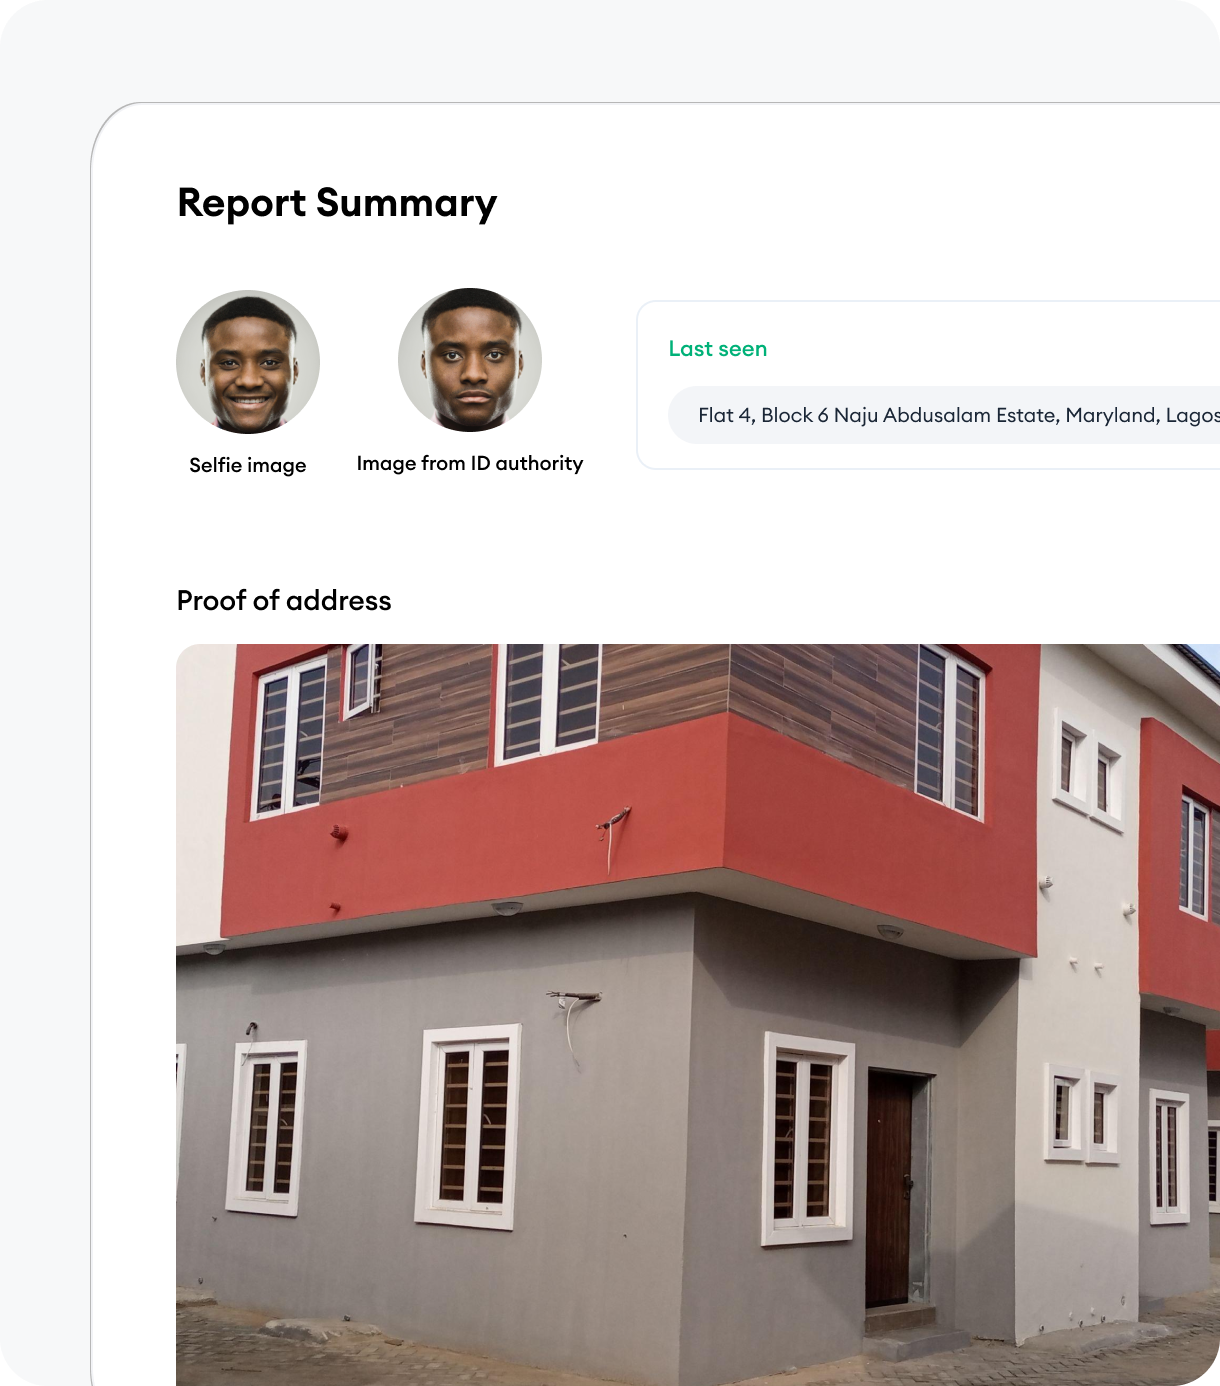 Report Summary
Last seen
Flat 4, Block 6 Naju Abdusalam Estate, Maryland, Lagos
Selfie image
Image from ID authority
Proof of address